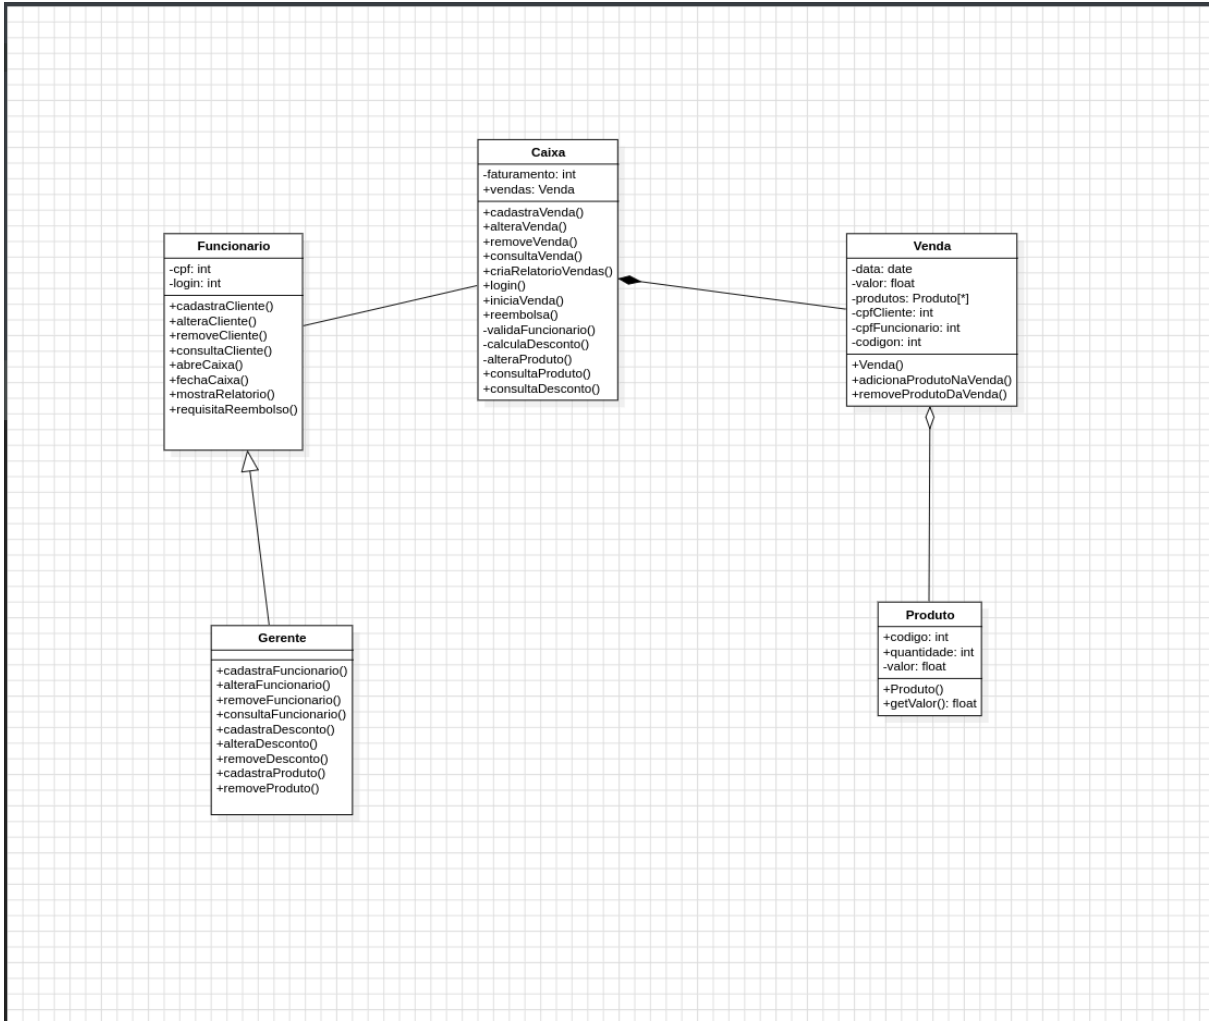 Caixa
-faturamento: int
+vendas: Venda
+cadastraVenda()
+alteraVenda()
+removeVenda()
+consultaVenda()
+criaRelatorioVendas()
+login()
+iniciaVenda()
+reembolsa()
-validaFuncionario()
-calculaDesconto()
-alteraProduto()
+consultaProduto()
+consultaDesconto()
Funcionario
-cpf: int
-login: int
+cadastraCliente()
+alteraCliente()
+removeCliente()
+consultaCliente()
+abreCaixa()
+fechaCaixa()
+mostraRelatorio()
+requisitaReembolso()
Venda
-data: date
-valor: float
-produtos: Produto[*]
-cpfCliente: int
-cpfFuncionario: int
-codigon: int
+Venda()
+adicionaProdutoNaVenda()
+removeProdutoDaVenda()
Gerente
+cadastraFuncionario()
+alteraFuncionario()
+removeFuncionario()
+consultaFuncionario()
+cadastraDesconto()
+alteraDesconto()
+removeDesconto()
+cadastraProduto()
+removeProduto()
Produto
+codigo: int
+quantidade: int
-valor: float
+Produto()
+getValor(): float